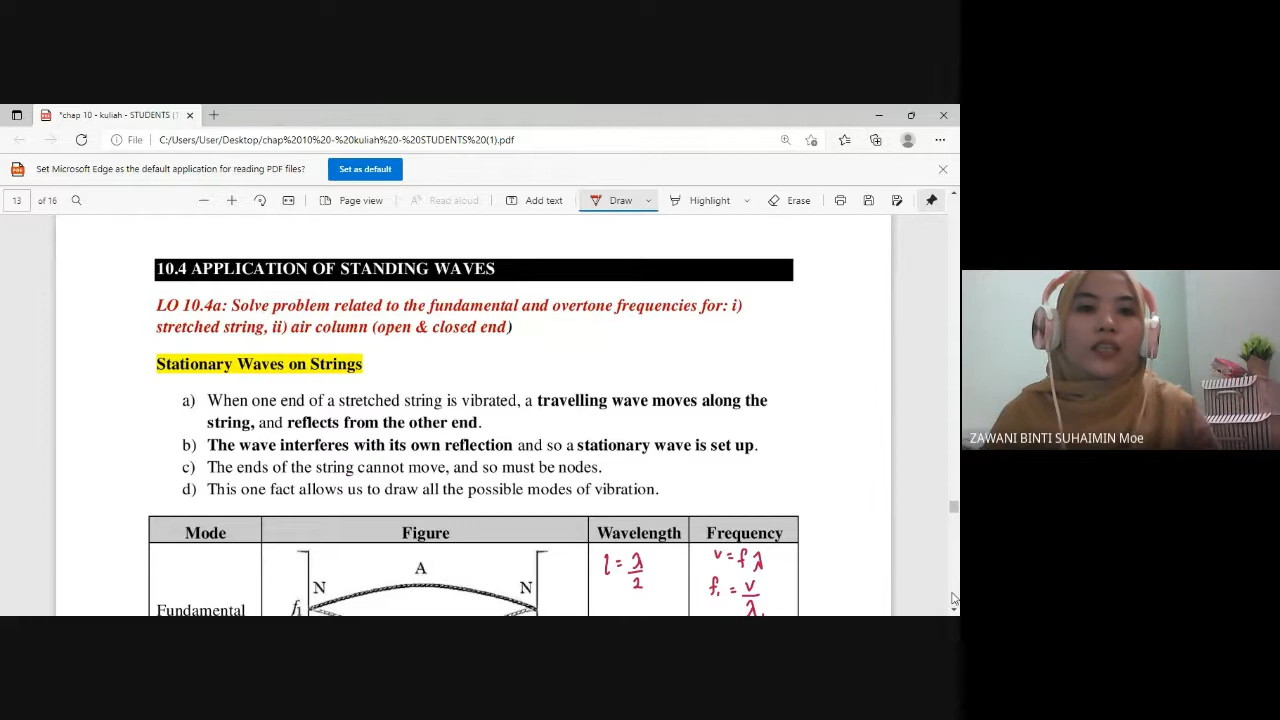 *chap 10 - kuliah - STUDENTS (1
File
C:/Users/User/Desktop/chap%2010%20-%20kuliah%20-%20STUDENTS%20(1).pdf
Set Microsoft Edge as the default application for reading PDF files?
Set as default
13 of 16
Page view
Read aloud
Add text
Draw
Highlight
Erase
10.4 APPLICATION OF STANDING WAVES
LO 10.4a: Solve problem related to the fundamental and overtone frequencies for: i)
stretched string, ii) air column (open & closed end)
Stationary Waves on Strings
a) When one end of a stretched string is vibrated, a travelling wave moves along the
string, and reflects from the other end.
b) The wave interferes with its own reflection and so a stationary wave is set up.
c) The ends of the string cannot move, and so must be nodes.
d) This one fact allows us to draw all the possible modes of vibration.
Mode Figure Wavelength Frequency
Fundamental
f₁
N A N
l = λ/2
v = fλ
f₁ = v/λ₁
ZAWANI BINTI SUHAIMIN Moe